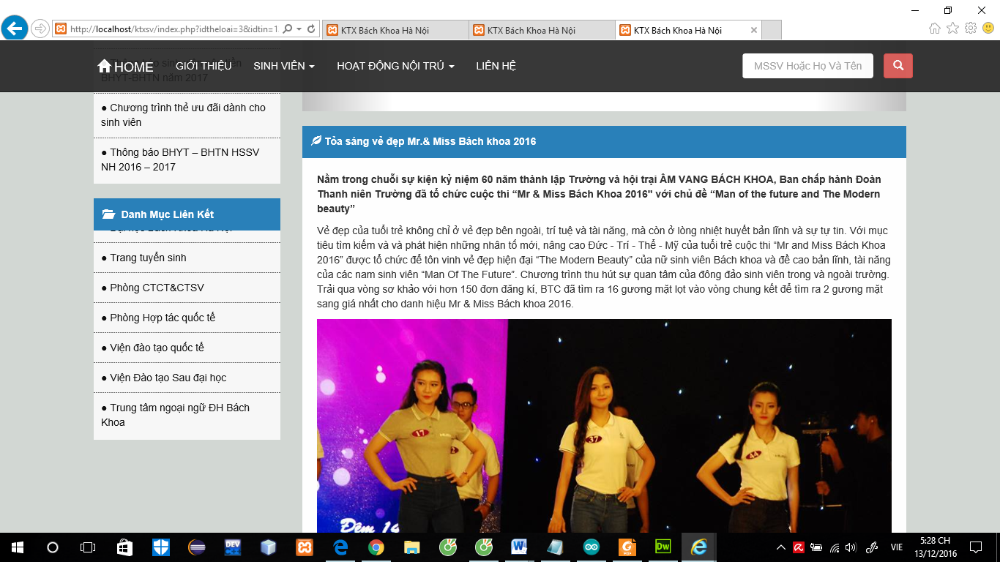 http://localhost/ktxsv/index.php?idtheloai=3&idtin=1
KTX Bách Khoa Hà Nội
KTX Bách Khoa Hà Nội
KTX Bách Khoa Hà Nội
HOME
GIỚI THIỆU
SINH VIÊN
HOẠT ĐỘNG NỘI TRÚ
LIÊN HỆ
MSSV Hoặc Họ Và Tên
BHYT-BHTN năm 2017
● Chương trình thẻ ưu đãi dành cho
sinh viên
● Thông báo BHYT – BHTN HSSV
NH 2016 – 2017
Danh Mục Liên Kết
● Trang tuyển sinh
● Phòng CTCT&CTSV
● Phòng Hợp tác quốc tế
● Viện đào tạo quốc tế
● Viện Đào tạo Sau đại học
● Trung tâm ngoại ngữ ĐH Bách
Khoa
Tỏa sáng vẻ đẹp Mr.& Miss Bách khoa 2016
Nằm trong chuỗi sự kiện kỷ niệm 60 năm thành lập Trường và hội trại ÂM VANG BÁCH KHOA, Ban chấp hành Đoàn
Thanh niên Trường đã tổ chức cuộc thi “Mr & Miss Bách Khoa 2016" với chủ đề “Man of the future and The Modern
beauty”
Vẻ đẹp của tuổi trẻ không chỉ ở vẻ đẹp bên ngoài, trí tuệ và tài năng, mà còn ở lòng nhiệt huyết bản lĩnh và sự tự tin. Với mục
tiêu tìm kiếm và và phát hiện những nhân tố mới, nâng cao Đức - Trí - Thể - Mỹ của tuổi trẻ cuộc thi “Mr and Miss Bách Khoa
2016” được tổ chức để tôn vinh vẻ đẹp hiện đại “The Modern Beauty” của nữ sinh viên Bách khoa và đề cao bản lĩnh, tài năng
của các nam sinh viên “Man Of The Future”. Chương trình thu hút sự quan tâm của đông đảo sinh viên trong và ngoài trường.
Trải qua vòng sơ khảo với hơn 150 đơn đăng kí, BTC đã tìm ra 16 gương mặt lọt vào vòng chung kết để tìm ra 2 gương mặt
sang giá nhất cho danh hiệu Mr & Miss Bách khoa 2016.
17
37
44
Đêm 14
DEV
Dw
PDF
VIE
5:28 CH
13/12/2016